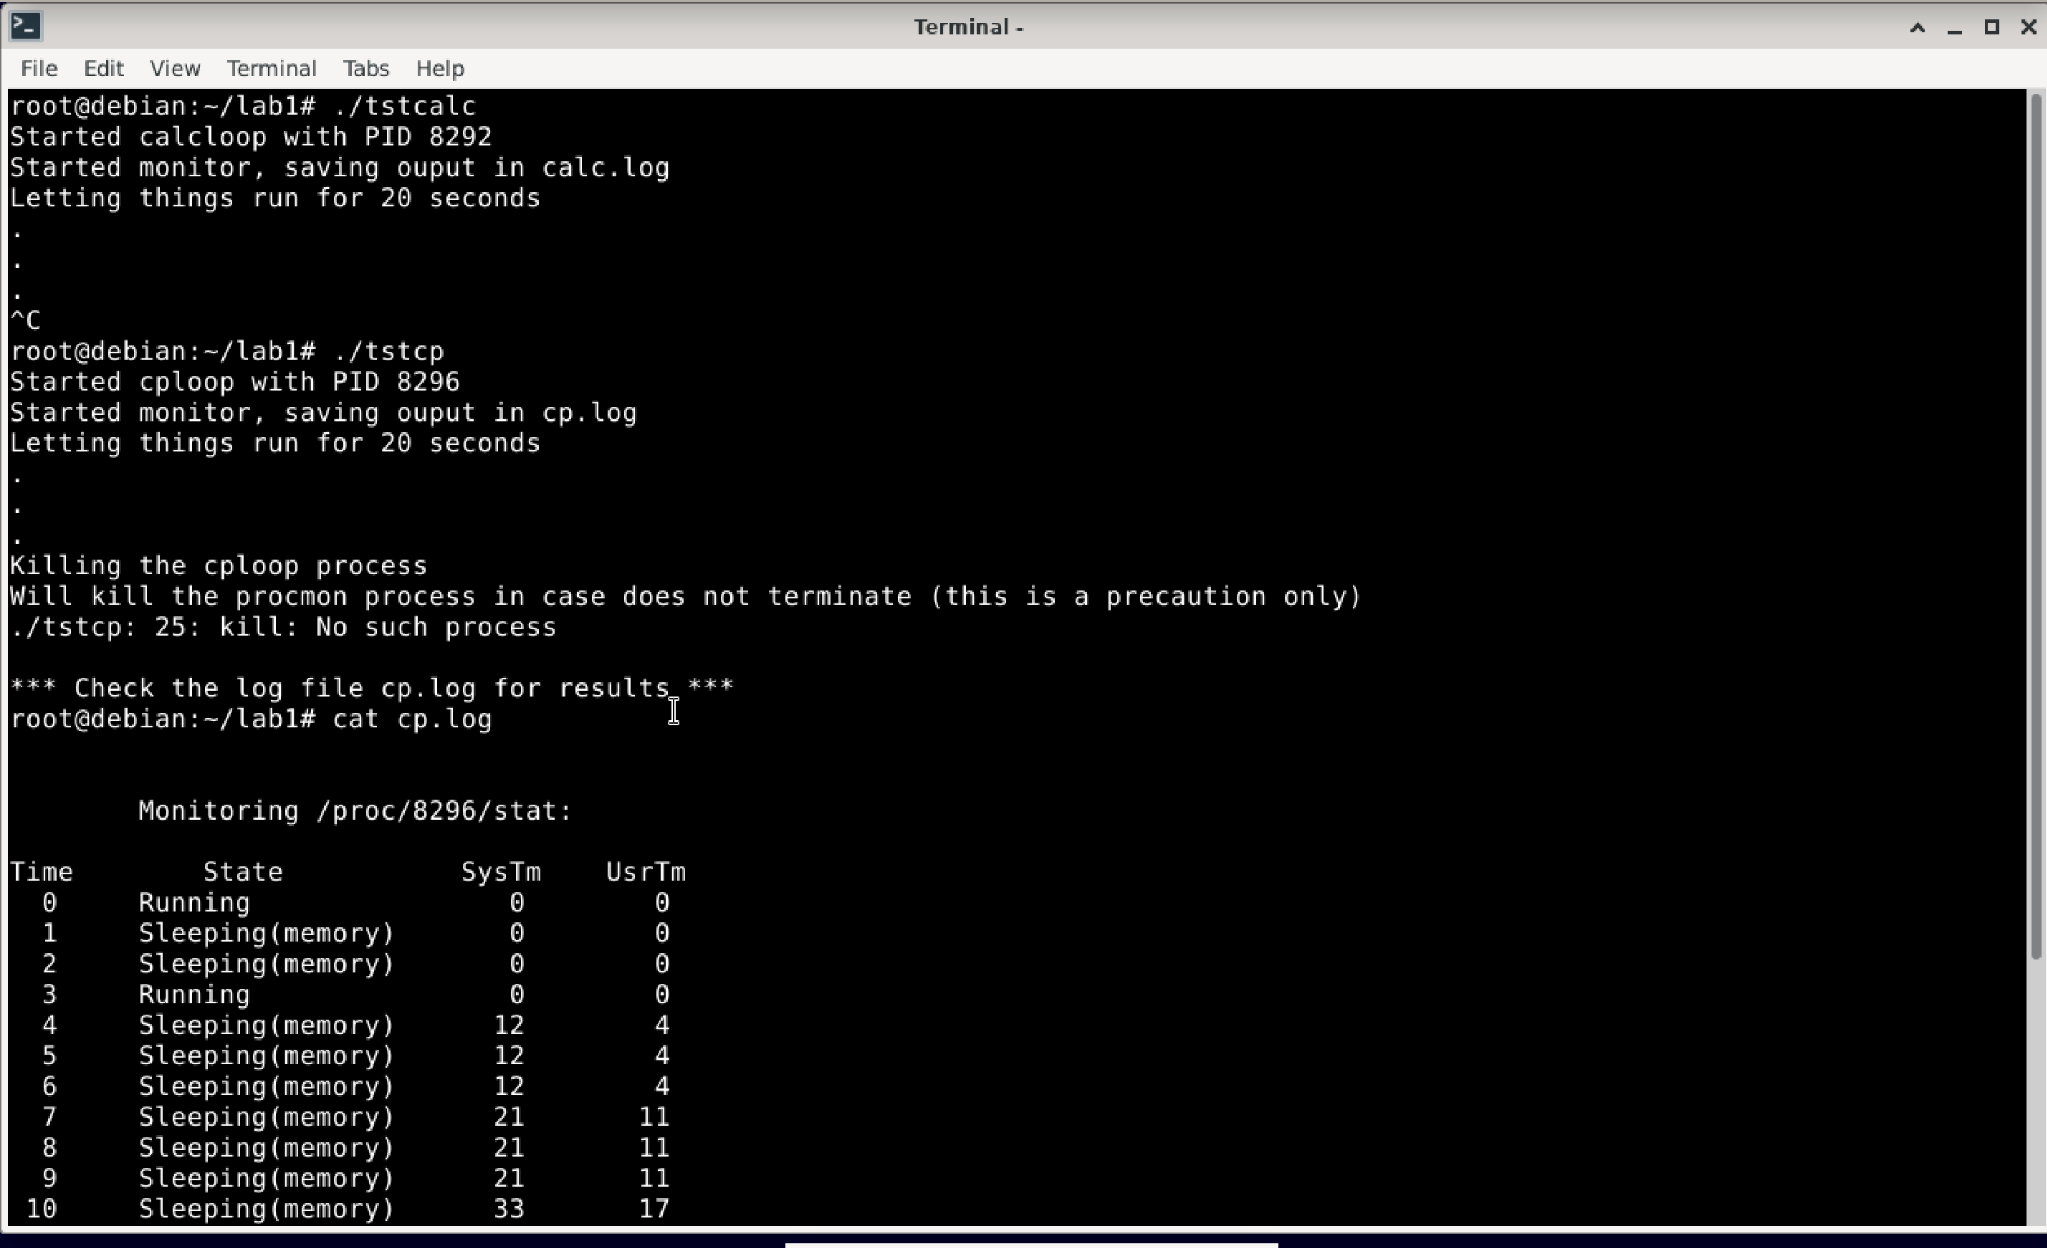 Terminal -
File Edit View Terminal Tabs Help
root@debian:~/lab1# ./tstcalc
Started calcloop with PID 8292
Started monitor, saving ouput in calc.log
Letting things run for 20 seconds
.
.
.
^C
root@debian:~/lab1# ./tstcp
Started cploop with PID 8296
Started monitor, saving ouput in cp.log
Letting things run for 20 seconds
.
.
.
Killing the cploop process
Will kill the procmon process in case does not terminate (this is a precaution only)
./tstcp: 25: kill: No such process
*** Check the log file cp.log for results ***
root@debian:~/lab1# cat cp.log
Monitoring /proc/8296/stat:
Time State SysTm UsrTm
0 Running 0 0
1 Sleeping(memory) 0 0
2 Sleeping(memory) 0 0
3 Running 0 0
4 Sleeping(memory) 12 4
5 Sleeping(memory) 12 4
6 Sleeping(memory) 12 4
7 Sleeping(memory) 21 11
8 Sleeping(memory) 21 11
9 Sleeping(memory) 21 11
10 Sleeping(memory) 33 17